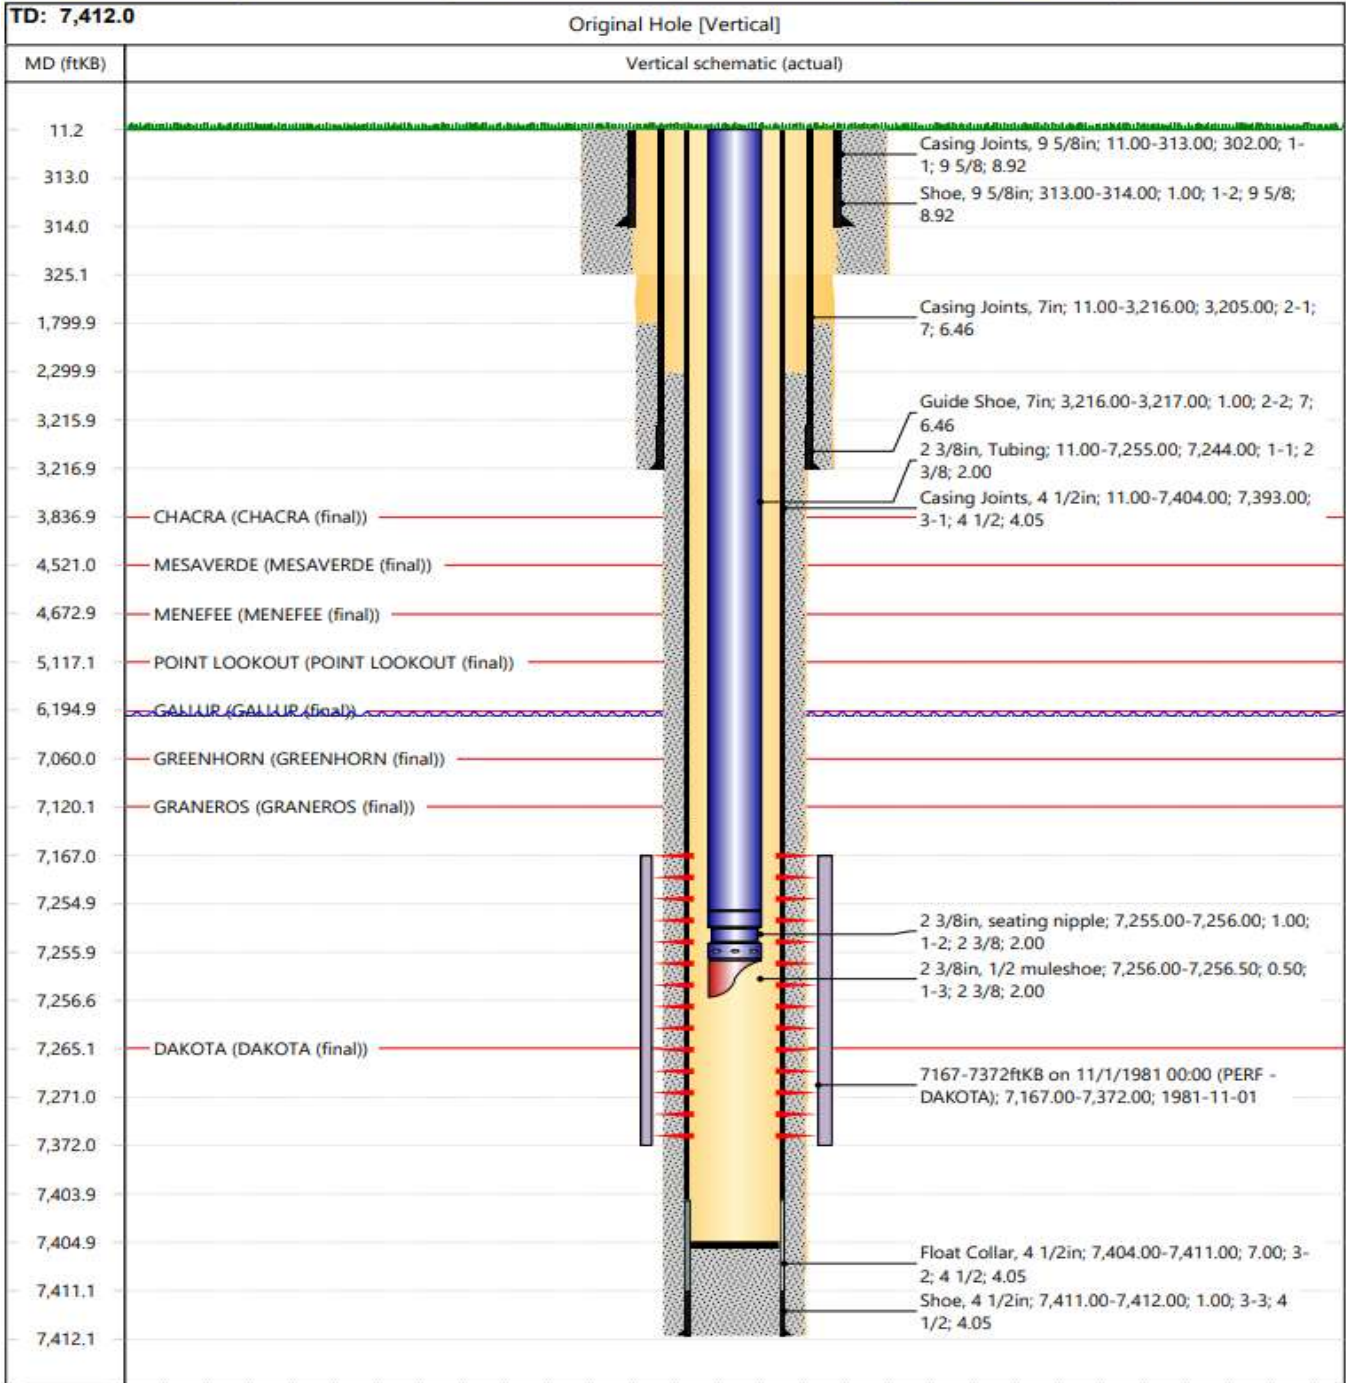 TD: 7,412.0
Original Hole [Vertical]
MD (ftKB)
Vertical schematic (actual)
11.2
Casing Joints, 9 5/8in; 11.00-313.00; 302.00; 1-
1; 9 5/8; 8.92
313.0
Shoe, 9 5/8in; 313.00-314.00; 1.00; 1-2; 9 5/8;
8.92
314.0
325.1
Casing Joints, 7in; 11.00-3,216.00; 3,205.00; 2-1;
7; 6.46
1,799.9
2,299.9
Guide Shoe, 7in; 3,216.00-3,217.00; 1.00; 2-2; 7;
6.46
3,215.9
2 3/8in, Tubing; 11.00-7,255.00; 7,244.00; 1-1; 2
3/8; 2.00
3,216.9
Casing Joints, 4 1/2in; 11.00-7,404.00; 7,393.00;
3-1; 4 1/2; 4.05
3,836.9
CHACRA (CHACRA (final))
4,521.0
MESAVERDE (MESAVERDE (final))
4,672.9
MENEFEE (MENEFEE (final))
5,117.1
POINT LOOKOUT (POINT LOOKOUT (final))
6,194.9
GALLUP (GALLUP (final))
7,060.0
GREENHORN (GREENHORN (final))
7,120.1
GRANEROS (GRANEROS (final))
7,167.0
7,254.9
2 3/8in, seating nipple; 7,255.00-7,256.00; 1.00;
1-2; 2 3/8; 2.00
7,255.9
2 3/8in, 1/2 muleshoe; 7,256.00-7,256.50; 0.50;
1-3; 2 3/8; 2.00
7,256.6
7,265.1
DAKOTA (DAKOTA (final))
7167-7372ftKB on 11/1/1981 00:00 (PERF -
DAKOTA); 7,167.00-7,372.00; 1981-11-01
7,271.0
7,372.0
7,403.9
7,404.9
Float Collar, 4 1/2in; 7,404.00-7,411.00; 7.00; 3-
2; 4 1/2; 4.05
7,411.1
Shoe, 4 1/2in; 7,411.00-7,412.00; 1.00; 3-3; 4
1/2; 4.05
7,412.1